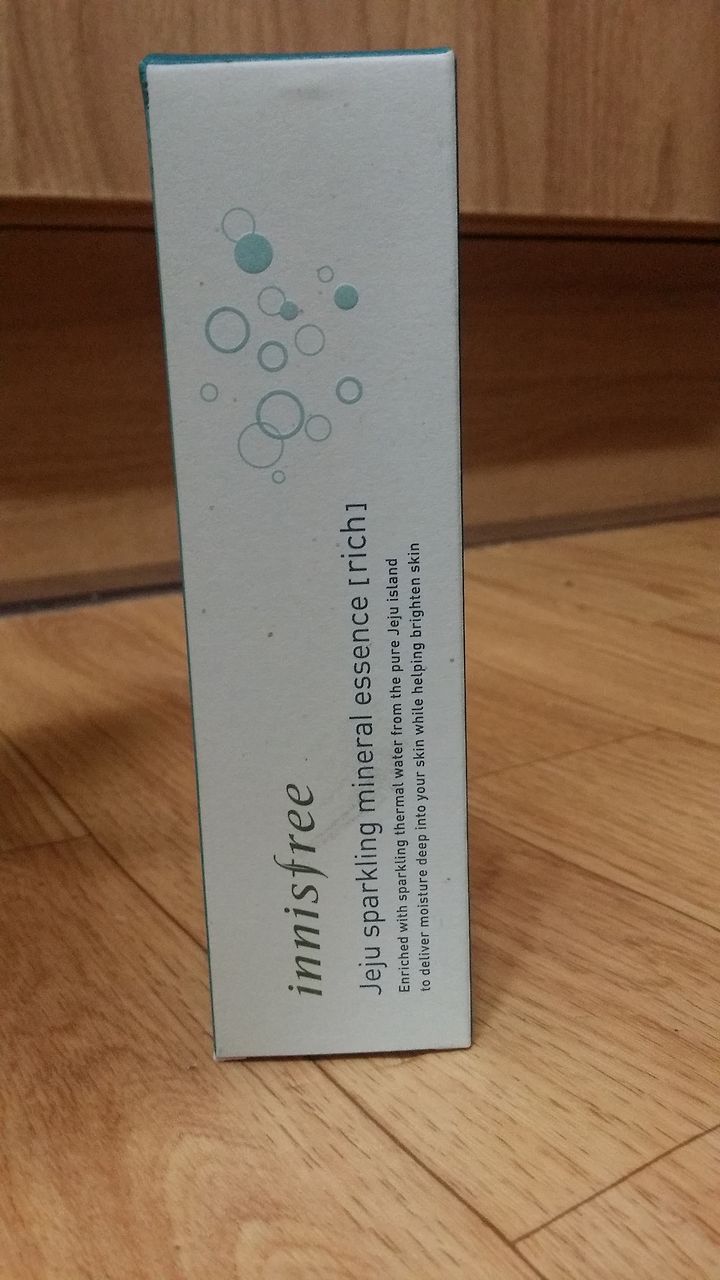 innisfree
Jeju sparkling mineral essence [rich]
Enriched with sparkling thermal water from the pure Jeju island
to deliver moisture deep into your skin while helping brighten skin